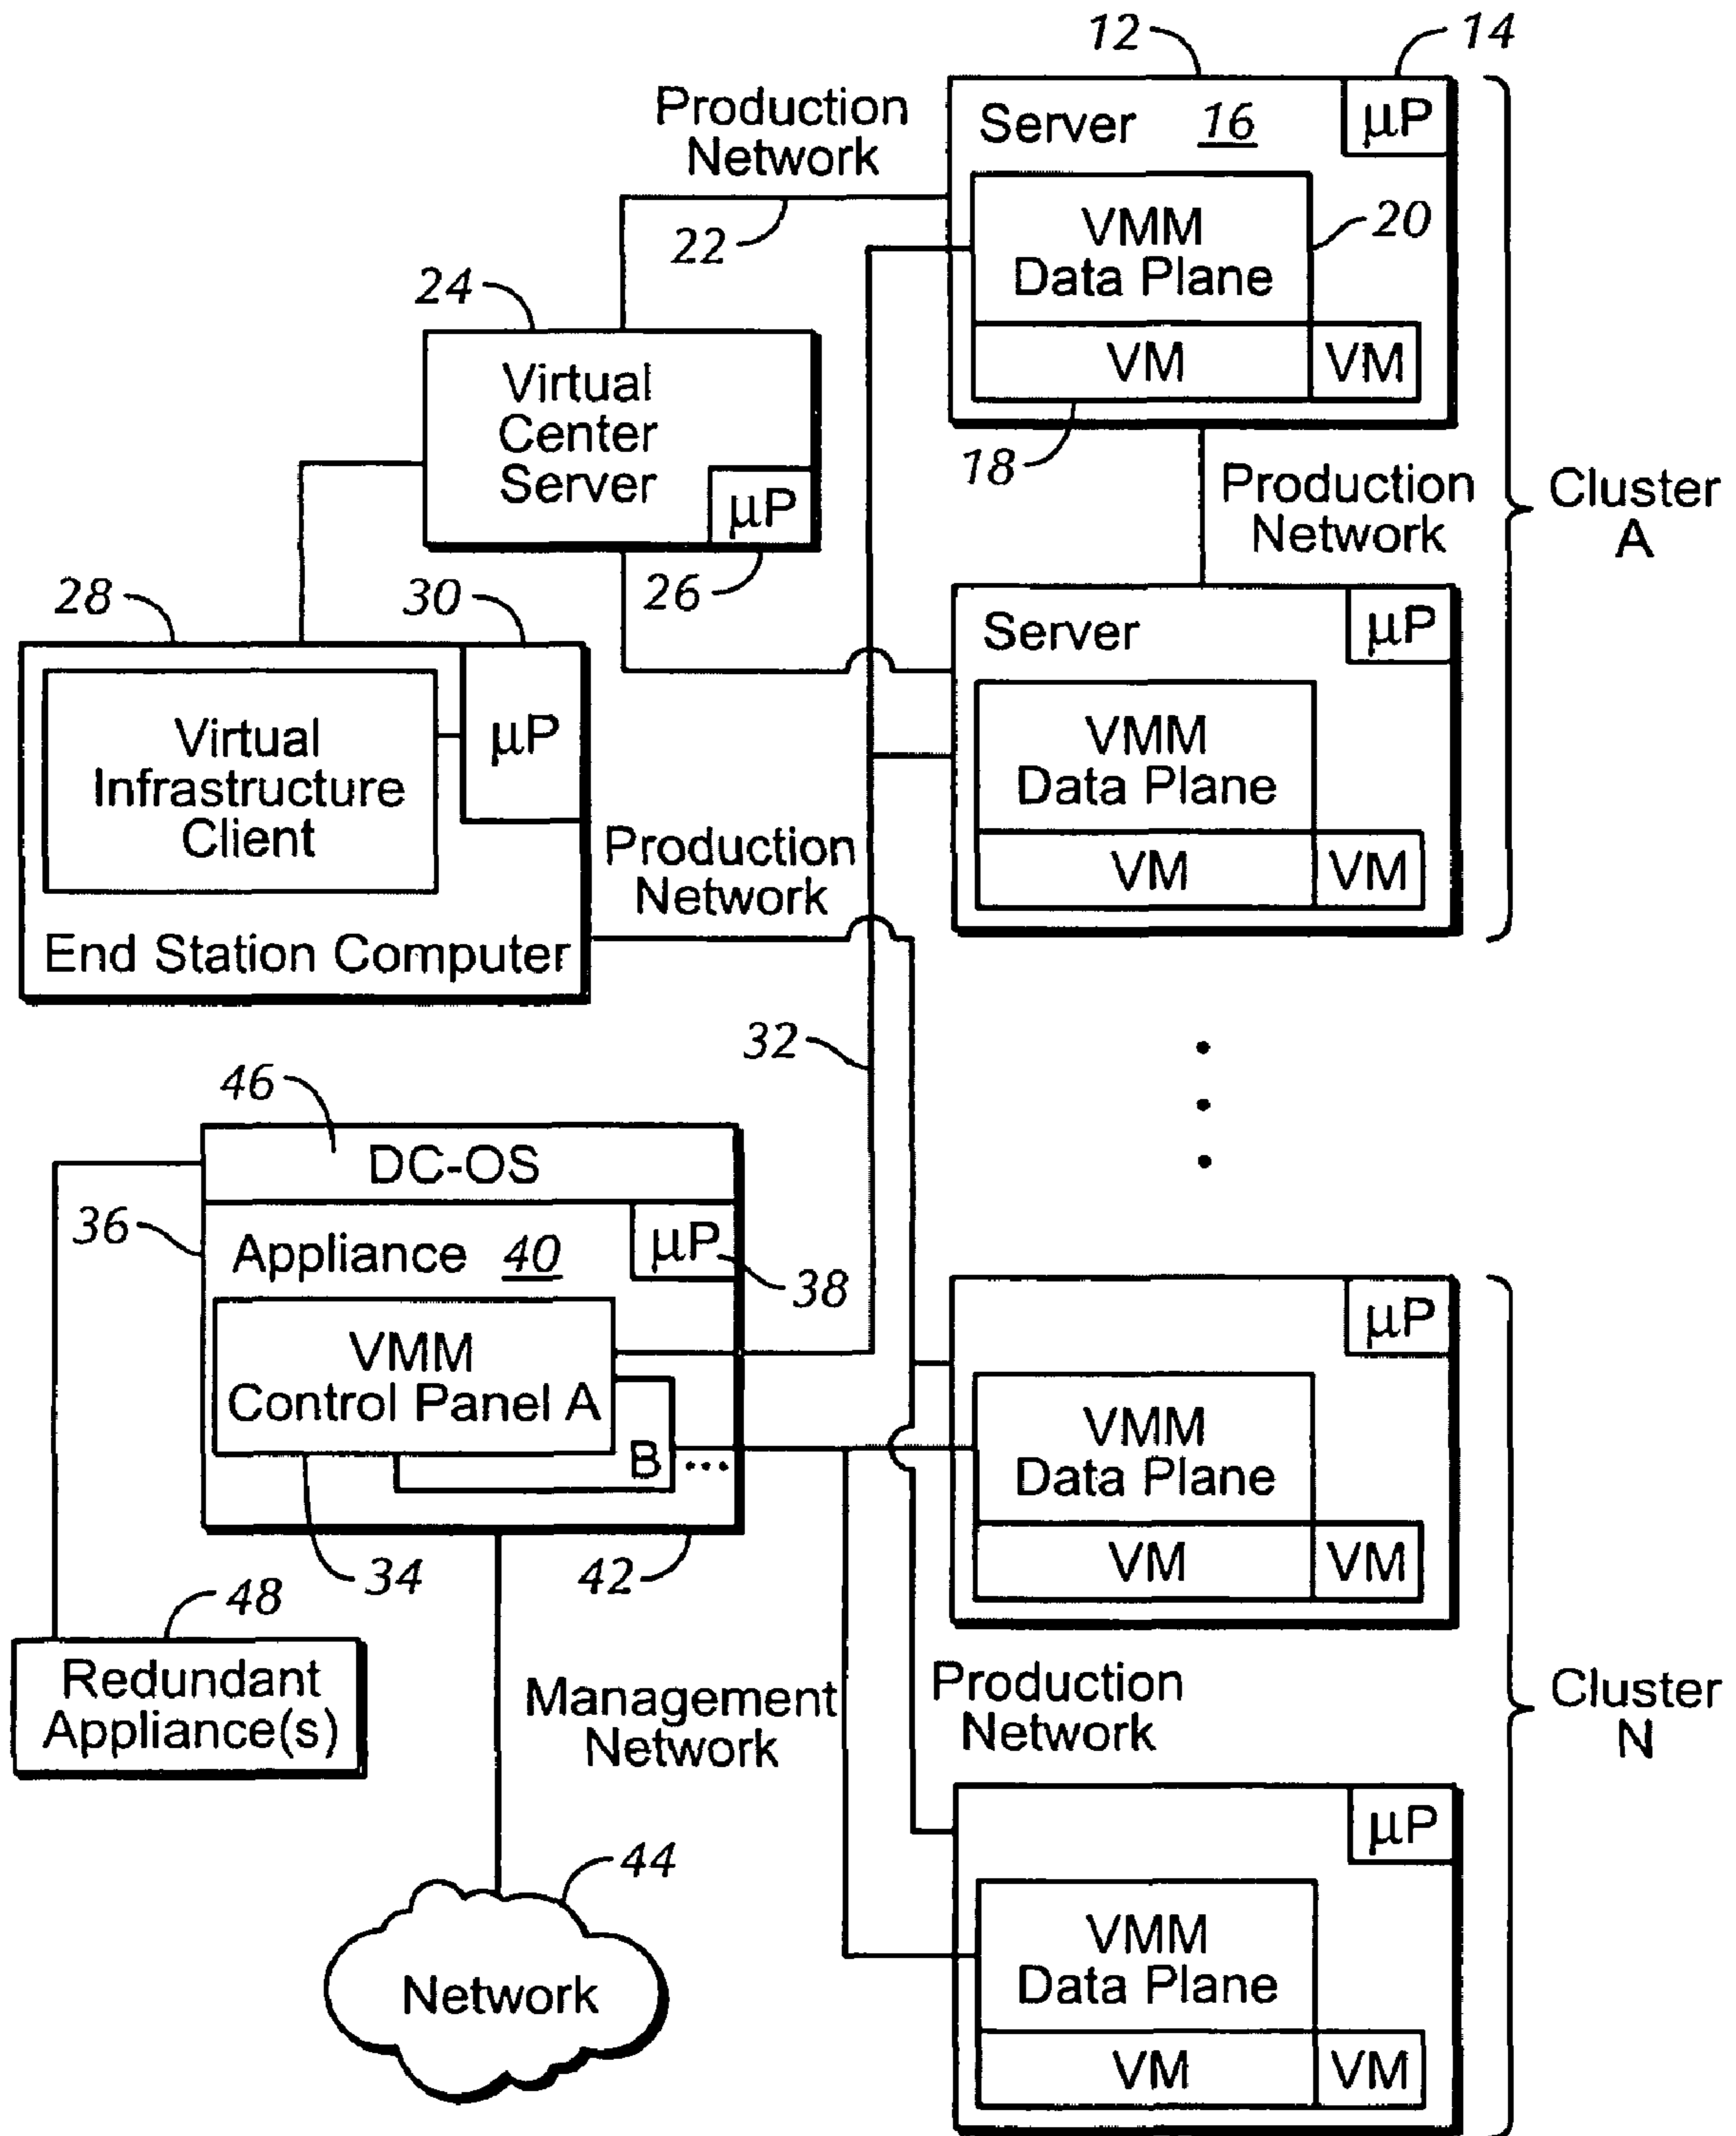 12
14
Production
Network
Server 16
μP
22
VMM
Data Plane
20
VM
VM
18
24
Virtual
Center
Server
μP
26
Production
Network
Cluster
A
28
30
Virtual
Infrastructure
Client
μP
End Station Computer
Production
Network
Server
μP
VMM
Data Plane
VM
VM
32
46
DC-OS
36
Appliance 40
μP
38
VMM
Control Panel A
B ...
34
42
48
Redundant
Appliance(s)
Management
Network
44
Network
μP
VMM
Data Plane
VM
VM
Production
Network
Cluster
N
μP
VMM
Data Plane
VM
VM